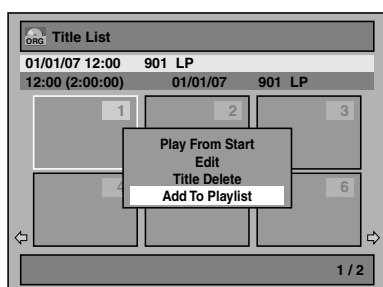 ORG Title List
01/01/07 12:00 901 LP
12:00 (2:00:00) 01/01/07 901 LP
1 2 3
Play From Start
Edit
Title Delete
Add To Playlist
4 6
1 / 2